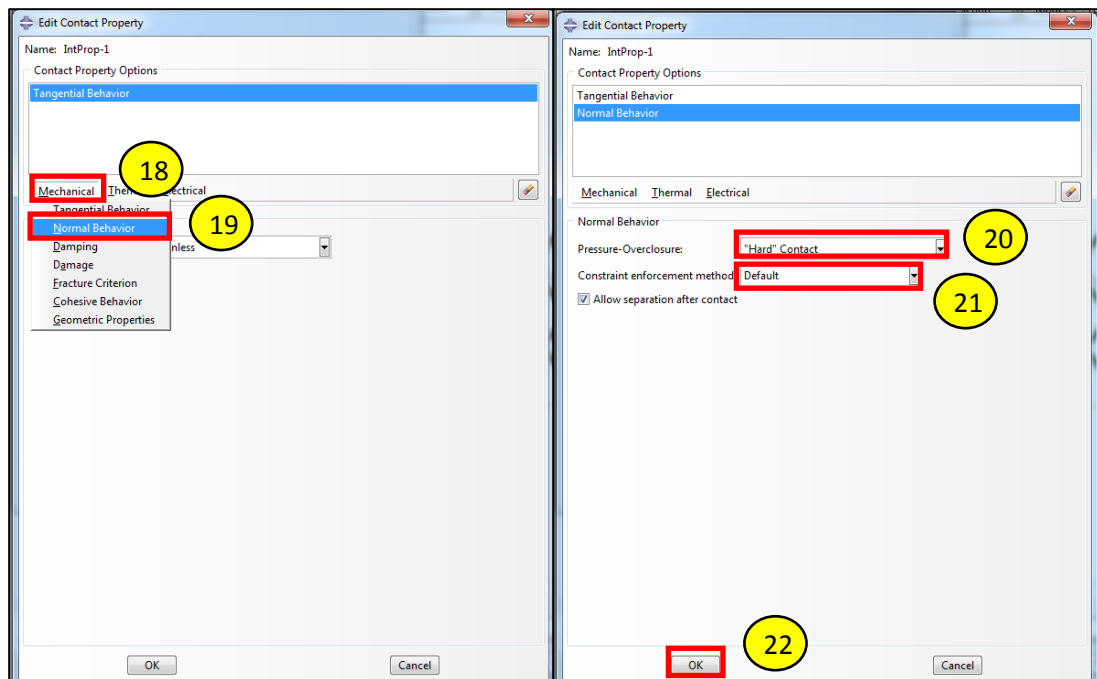 Edit Contact Property
Name: IntProp-1
Contact Property Options
Tangential Behavior
18
Mechanical
Tangential Behavior
Normal Behavior
19
Damping
Damage
Fracture Criterion
Cohesive Behavior
Geometric Properties
OK
Cancel
Edit Contact Property
Name: IntProp-1
Contact Property Options
Tangential Behavior
Normal Behavior
Mechanical Thermal Electrical
Normal Behavior
Pressure-Overclosure: "Hard" Contact
20
Constraint enforcement method Default
21
Allow separation after contact
22
OK
Cancel